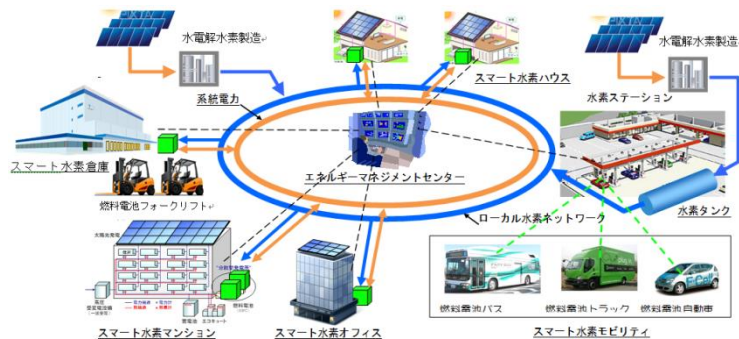 水電解水素製造
水電解水素製造
スマート水素ハウス
系統電力
水素ステーション
スマート水素倉庫
エネルギーマネジメントセンター
燃料電池フォークリフト
水素タンク
ローカル水素ネットワーク
燃料電池
燃料電池バス
燃料電池トラック
燃料電池自動車
スマート水素マンション
スマート水素オフィス
スマート水素モビリティ